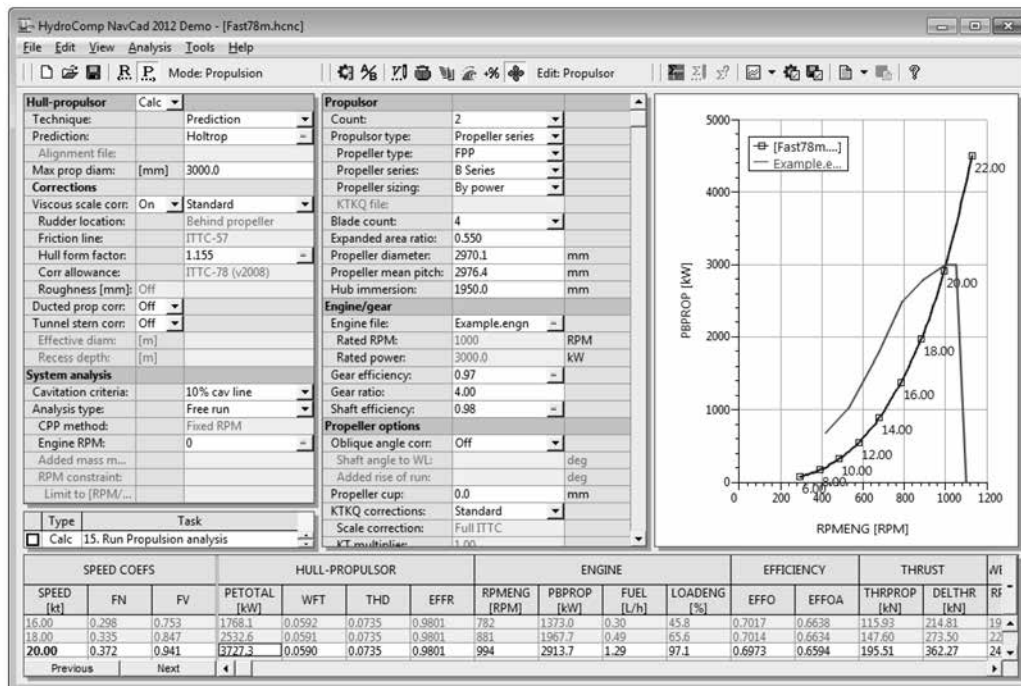 HydroComp NavCad 2012 Demo - [Fast78m.hcnc]
File Edit View Analysis Tools Help
R P Mode: Propulsion Edit: Propulsor
Hull-propulsor Calc
Technique: Prediction
Prediction: Holtrop
Alignment file:
Max prop diam: [mm] 3000.0
Corrections
Viscous scale corr: On Standard
Rudder location: Behind propeller
Friction line: ITTC-57
Hull form factor: 1.155
Corr allowance: ITTC-78 (v2008)
Roughness [mm]: Off
Ducted prop corr: Off
Tunnel stern corr: Off
Effective diam: [m]
Recess depth: [m]
System analysis
Cavitation criteria: 10% cav line
Analysis type: Free run
CPP method: Fixed RPM
Engine RPM: 0
Added mass m...
RPM constraint:
Limit to [RPM/...
Type Task
Calc 15. Run Propulsion analysis
Propulsor
Count: 2
Propulsor type: Propeller series
Propeller type: FPP
Propeller series: B Series
Propeller sizing: By power
KTKQ file:
Blade count: 4
Expanded area ratio: 0.550
Propeller diameter: 2970.1 mm
Propeller mean pitch: 2976.4 mm
Hub immersion: 1950.0 mm
Engine/gear
Engine file: Example.engn
Rated RPM: 1000 RPM
Rated power: 3000.0 kW
Gear efficiency: 0.97
Gear ratio: 4.00
Shaft efficiency: 0.98
Propeller options
Oblique angle corr: Off
Shaft angle to WL: deg
Added rise of run: deg
Propeller cup: 0.0 mm
KTKQ corrections: Standard
Scale correction: Full ITTC
KT multiplier: 1.00
PBPROP [kW]
5000
4000
3000
2000
1000
0
[Fast78m....]
Example.e...
22.00
20.00
18.00
16.00
14.00
12.00
10.00
8.00
6.00
0 200 400 600 800 1000 1200
RPMENG [RPM]
SPEED COEFS HULL-PROPULSOR ENGINE EFFICIENCY THRUST
SPEED [kt] FN FV PETOTAL [kW] WFT THD EFFR RPMENG [RPM] PBPROP [kW] FUEL [L/h] LOADENG [%] EFFO EFFOA THRPROP [kN] DELTHR [kN]
16.00 0.298 0.753 1768.1 0.0592 0.0735 0.9801 782 1373.0 0.30 45.8 0.7017 0.6638 115.93 214.81 19
18.00 0.335 0.847 2532.6 0.0591 0.0735 0.9801 881 1967.7 0.49 65.6 0.7014 0.6634 147.60 273.50 22
20.00 0.372 0.941 3727.3 0.0590 0.0735 0.9801 994 2913.7 1.29 97.1 0.6973 0.6594 195.51 362.27 24
Previous Next